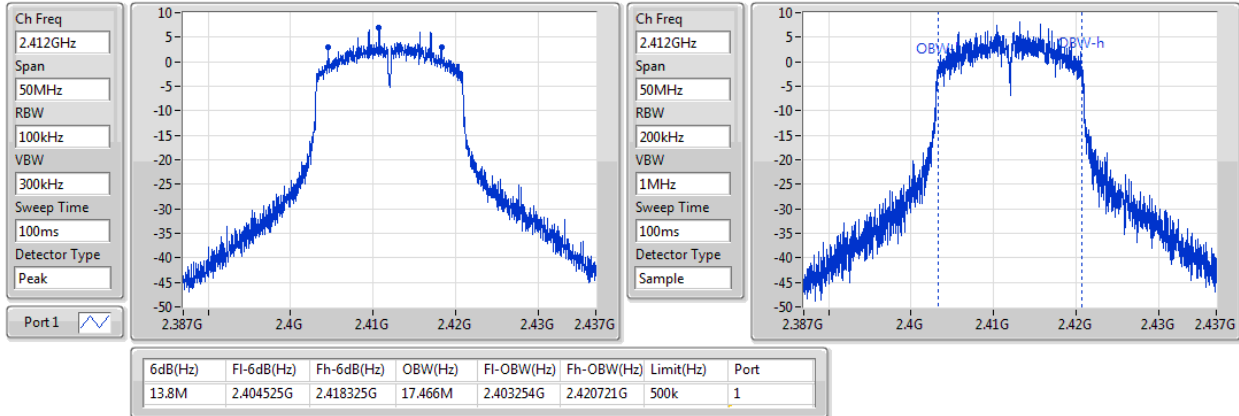 Ch Freq
2.412GHz
Span
50MHz
RBW
100kHz
VBW
300kHz
Sweep Time
100ms
Detector Type
Peak
Port 1
10
5
0
-5
-10
-15
-20
-25
-30
-35
-40
-45
-50
2.387G 2.4G 2.41G 2.42G 2.43G 2.437G
Ch Freq
2.412GHz
Span
50MHz
RBW
200kHz
VBW
1MHz
Sweep Time
100ms
Detector Type
Sample
10
5
0
-5
-10
-15
-20
-25
-30
-35
-40
-45
-50
OBW
OBW-h
2.387G 2.4G 2.41G 2.42G 2.43G 2.437G
6dB(Hz) Fl-6dB(Hz) Fh-6dB(Hz) OBW(Hz) Fl-OBW(Hz) Fh-OBW(Hz) Limit(Hz) Port
13.8M 2.404525G 2.418325G 17.466M 2.403254G 2.420721G 500k 1